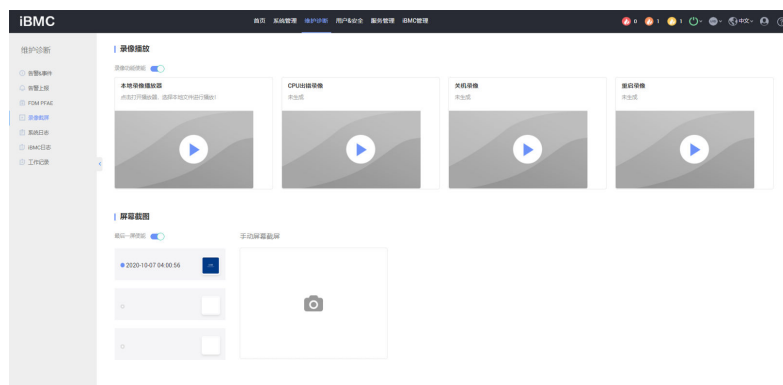 iBMC
首页 系统管理 维护诊断 用户&安全 服务管理 iBMC管理
0 1 1 中文
维护诊断
告警&事件
告警上报
FDM PFAE
录像截屏
系统日志
iBMC日志
工作记录
录像播放
录像功能使能
本地录像播放器
点击打开播放器，选择本地文件进行播放！
CPU出错录像
未生成
关机录像
未生成
重启录像
未生成
屏幕截图
最后一屏使能
手动屏幕截屏
2020-10-07 04:00:56